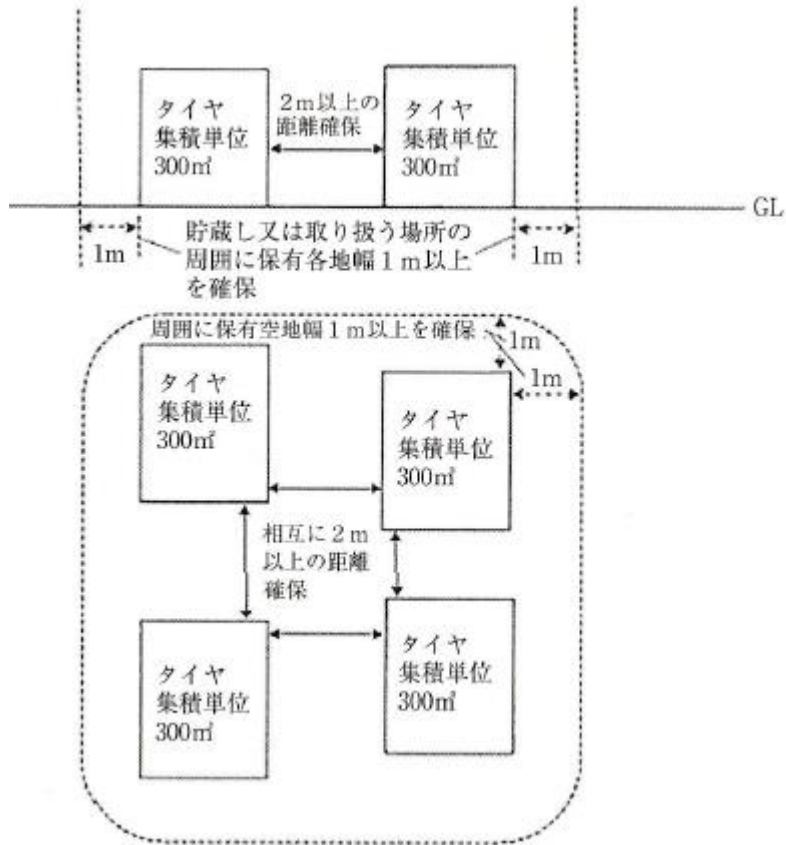 タイヤ
集積単位
300㎡
2m以上の
距離確保
タイヤ
集積単位
300㎡
GL
1m
貯蔵し又は取り扱う場所の
周囲に保有各地幅1m以上
を確保
1m
周囲に保有空地幅1m以上を確保
1m
1m
タイヤ
集積単位
300㎡
タイヤ
集積単位
300㎡
相互に2m
以上の距離
確保
タイヤ
集積単位
300㎡
タイヤ
集積単位
300㎡